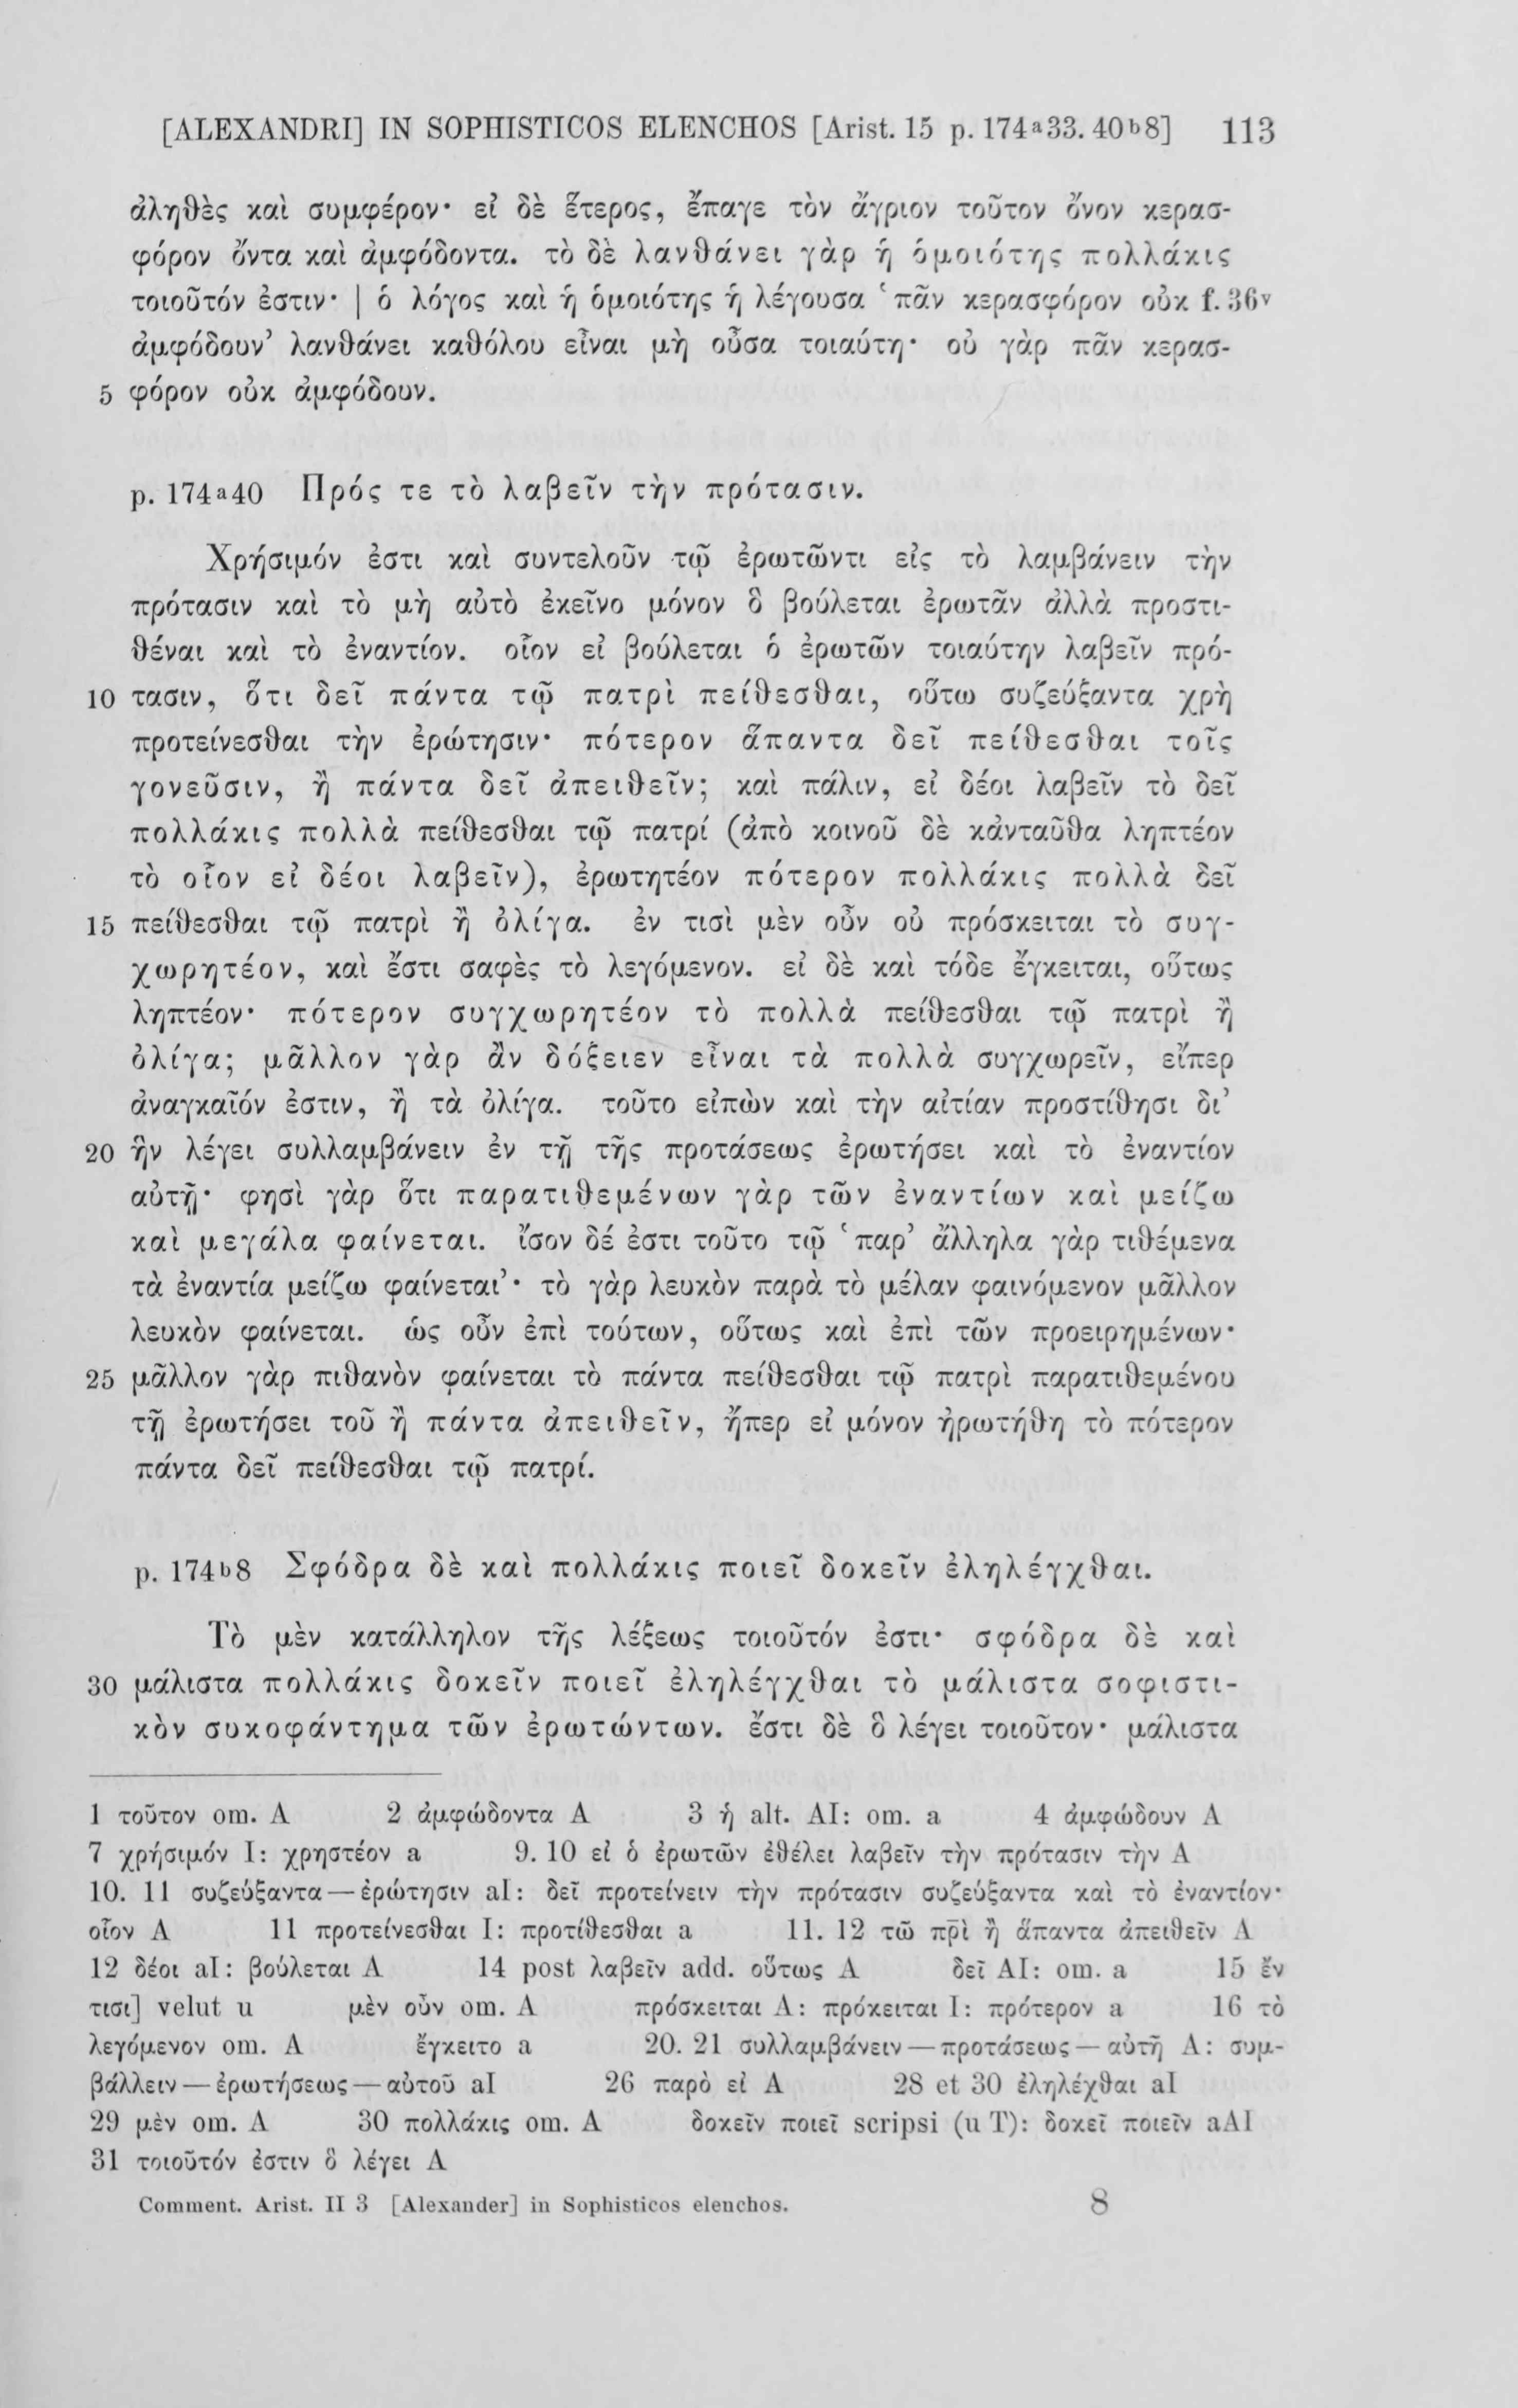 [ALEXANDRI] IN SOPHISTICOS ELENCHOS [Arist. 15 p. 174ᵃ33. 40ᵇ8] 113
ἀληθὲς καὶ συμφέρον· εἰ δὲ ἕτερος, ἔπαγε τὸν ἄγριον τοῦτον ὄνον κερασ-
φόρον ὄντα καὶ ἀμφόδοντα. τὸ δὲ λανθάνει γὰρ ἡ ὁμοιότης πολλάκις
τοιοῦτόν ἐστιν· | ὁ λόγος καὶ ἡ ὁμοιότης ἡ λέγουσα ‘πᾶν κερασφόρον οὐκ f. 36ᵛ
ἀμφόδουν’ λανθάνει καθόλου εἶναι μὴ οὖσα τοιαύτη· οὐ γὰρ πᾶν κερασ-
5 φόρον οὐκ ἀμφόδουν.
p. 174ᵃ40 Πρός τε τὸ λαβεῖν τὴν πρότασιν.
Χρήσιμόν ἐστι καὶ συντελοῦν τῷ ἐρωτῶντι εἰς τὸ λαμβάνειν τὴν
πρότασιν καὶ τὸ μὴ αὐτὸ ἐκεῖνο μόνον ὃ βούλεται ἐρωτᾶν ἀλλὰ προστι-
θέναι καὶ τὸ ἐναντίον. οἷον εἰ βούλεται ὁ ἐρωτῶν τοιαύτην λαβεῖν πρό-
10 τασιν, ὅτι δεῖ πάντα τῷ πατρὶ πείθεσθαι, οὕτω συζεύξαντα χρὴ
προτείνεσθαι τὴν ἐρώτησιν· πότερον ἅπαντα δεῖ πείθεσθαι τοῖς
γονεῦσιν, ἢ πάντα δεῖ ἀπειθεῖν; καὶ πάλιν, εἰ δέοι λαβεῖν τὸ δεῖ
πολλάκις πολλὰ πείθεσθαι τῷ πατρί (ἀπὸ κοινοῦ δὲ κἀνταῦθα ληπτέον
τὸ οἷον εἰ δέοι λαβεῖν), ἐρωτητέον πότερον πολλάκις πολλὰ δεῖ
15 πείθεσθαι τῷ πατρὶ ἢ ὀλίγα. ἐν τισὶ μὲν οὖν οὐ πρόσκειται τὸ συγ-
χωρητέον, καὶ ἔστι σαφὲς τὸ λεγόμενον. εἰ δὲ καὶ τόδε ἔγκειται, οὕτως
ληπτέον· πότερον συγχωρητέον τὸ πολλὰ πείθεσθαι τῷ πατρὶ ἢ
ὀλίγα; μᾶλλον γὰρ ἂν δόξειεν εἶναι τὰ πολλὰ συγχωρεῖν, εἴπερ
ἀναγκαῖόν ἐστιν, ἢ τὰ ὀλίγα. τοῦτο εἰπὼν καὶ τὴν αἰτίαν προστίθησι δι’
20 ἣν λέγει συλλαμβάνειν ἐν τῇ τῆς προτάσεως ἐρωτήσει καὶ τὸ ἐναντίον
αὐτῇ· φησὶ γὰρ ὅτι παρατιθεμένων γὰρ τῶν ἐναντίων καὶ μείζω
καὶ μεγάλα φαίνεται. ἴσον δέ ἐστι τοῦτο τῷ ‘παρ’ ἄλληλα γὰρ τιθέμενα
τὰ ἐναντία μείζω φαίνεται’· τὸ γὰρ λευκὸν παρὰ τὸ μέλαν φαινόμενον μᾶλλον
λευκὸν φαίνεται. ὡς οὖν ἐπὶ τούτων, οὕτως καὶ ἐπὶ τῶν προειρημένων·
25 μᾶλλον γὰρ πιθανὸν φαίνεται τὸ πάντα πείθεσθαι τῷ πατρὶ παρατιθεμένου
τῇ ἐρωτήσει τοῦ ἢ πάντα ἀπειθεῖν, ἤπερ εἰ μόνον ἠρωτήθη τὸ πότερον
πάντα δεῖ πείθεσθαι τῷ πατρί.
p. 174ᵇ8 Σφόδρα δὲ καὶ πολλάκις ποιεῖ δοκεῖν ἐληλέγχθαι.
Τὸ μὲν κατάλληλον τῆς λέξεως τοιοῦτόν ἐστι· σφόδρα δὲ καὶ
30 μάλιστα πολλάκις δοκεῖν ποιεῖ ἐληλέγχθαι τὸ μάλιστα σοφιστι-
κὸν συκοφάντημα τῶν ἐρωτώντων. ἔστι δὲ ὃ λέγει τοιοῦτον· μάλιστα
1 τοῦτον om. A 2 ἀμφώδοντα A 3 ἡ alt. AI: om. a 4 ἀμφώδουν A
7 χρήσιμόν I: χρηστέον a 9. 10 εἰ ὁ ἐρωτῶν ἐθέλει λαβεῖν τὴν πρότασιν τὴν A
10. 11 συζεύξαντα—ἐρώτησιν aI: δεῖ προτείνειν τὴν πρότασιν συζεύξαντα καὶ τὸ ἐναντίον·
οἷον A 11 προτείνεσθαι I: προτίθεσθαι a 11. 12 τῶ πρ̅ὶ ἢ ἅπαντα ἀπειθεῖν A
12 δέοι aI: βούλεται A 14 post λαβεῖν add. οὕτως A δεῖ AI: om. a 15 ἔν
τισι] velut u μὲν οὖν om. A πρόσκειται A: πρόκειται I: πρότερον a 16 τὸ
λεγόμενον om. A ἔγκειτο a 20. 21 συλλαμβάνειν—προτάσεως—αὐτῇ A: συμ-
βάλλειν—ἐρωτήσεως—αὐτοῦ aI 26 παρὸ εἰ A 28 et 30 ἐληλέχθαι aI
29 μὲν om. A 30 πολλάκις om. A δοκεῖν ποιεῖ scripsi (u T): δοκεῖ ποιεῖν aAI
31 τοιοῦτόν ἐστιν ὃ λέγει A
Comment. Arist. II 3 [Alexander] in Sophisticos elenchos. 8